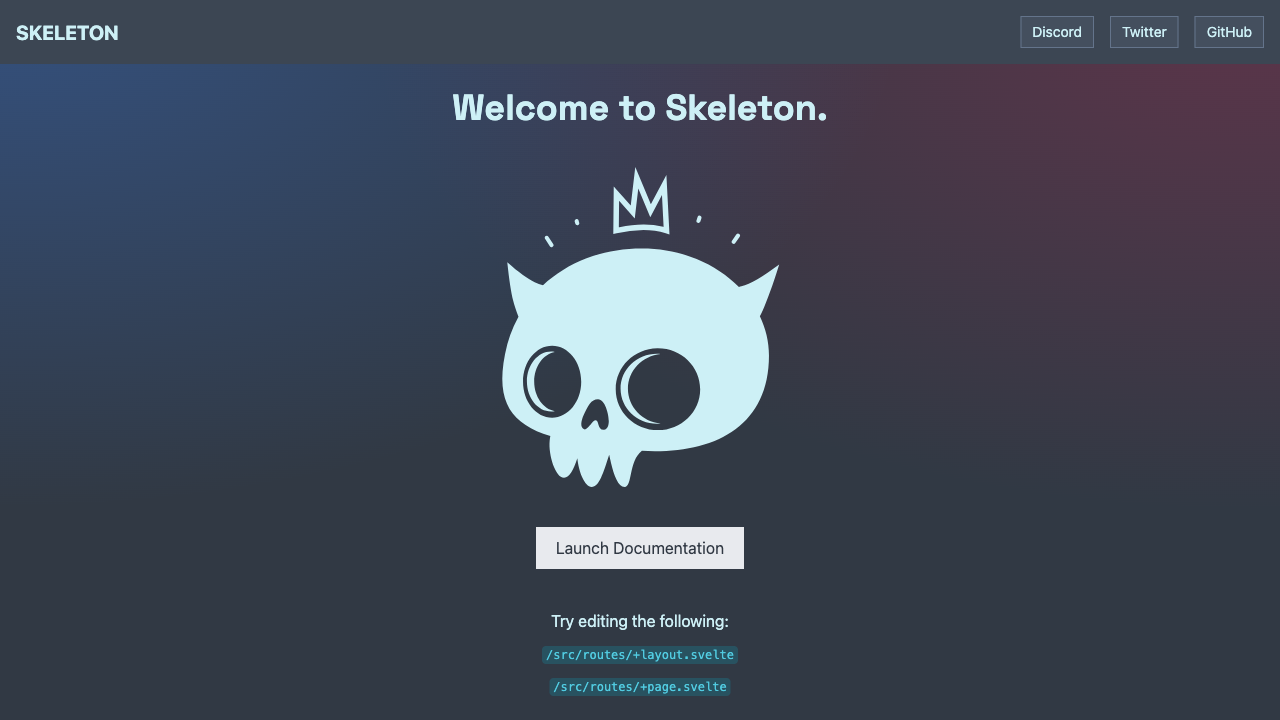 SKELETON
Discord
Twitter
GitHub
Welcome to Skeleton.
Launch Documentation
Try editing the following:
/src/routes/+layout.svelte
/src/routes/+page.svelte